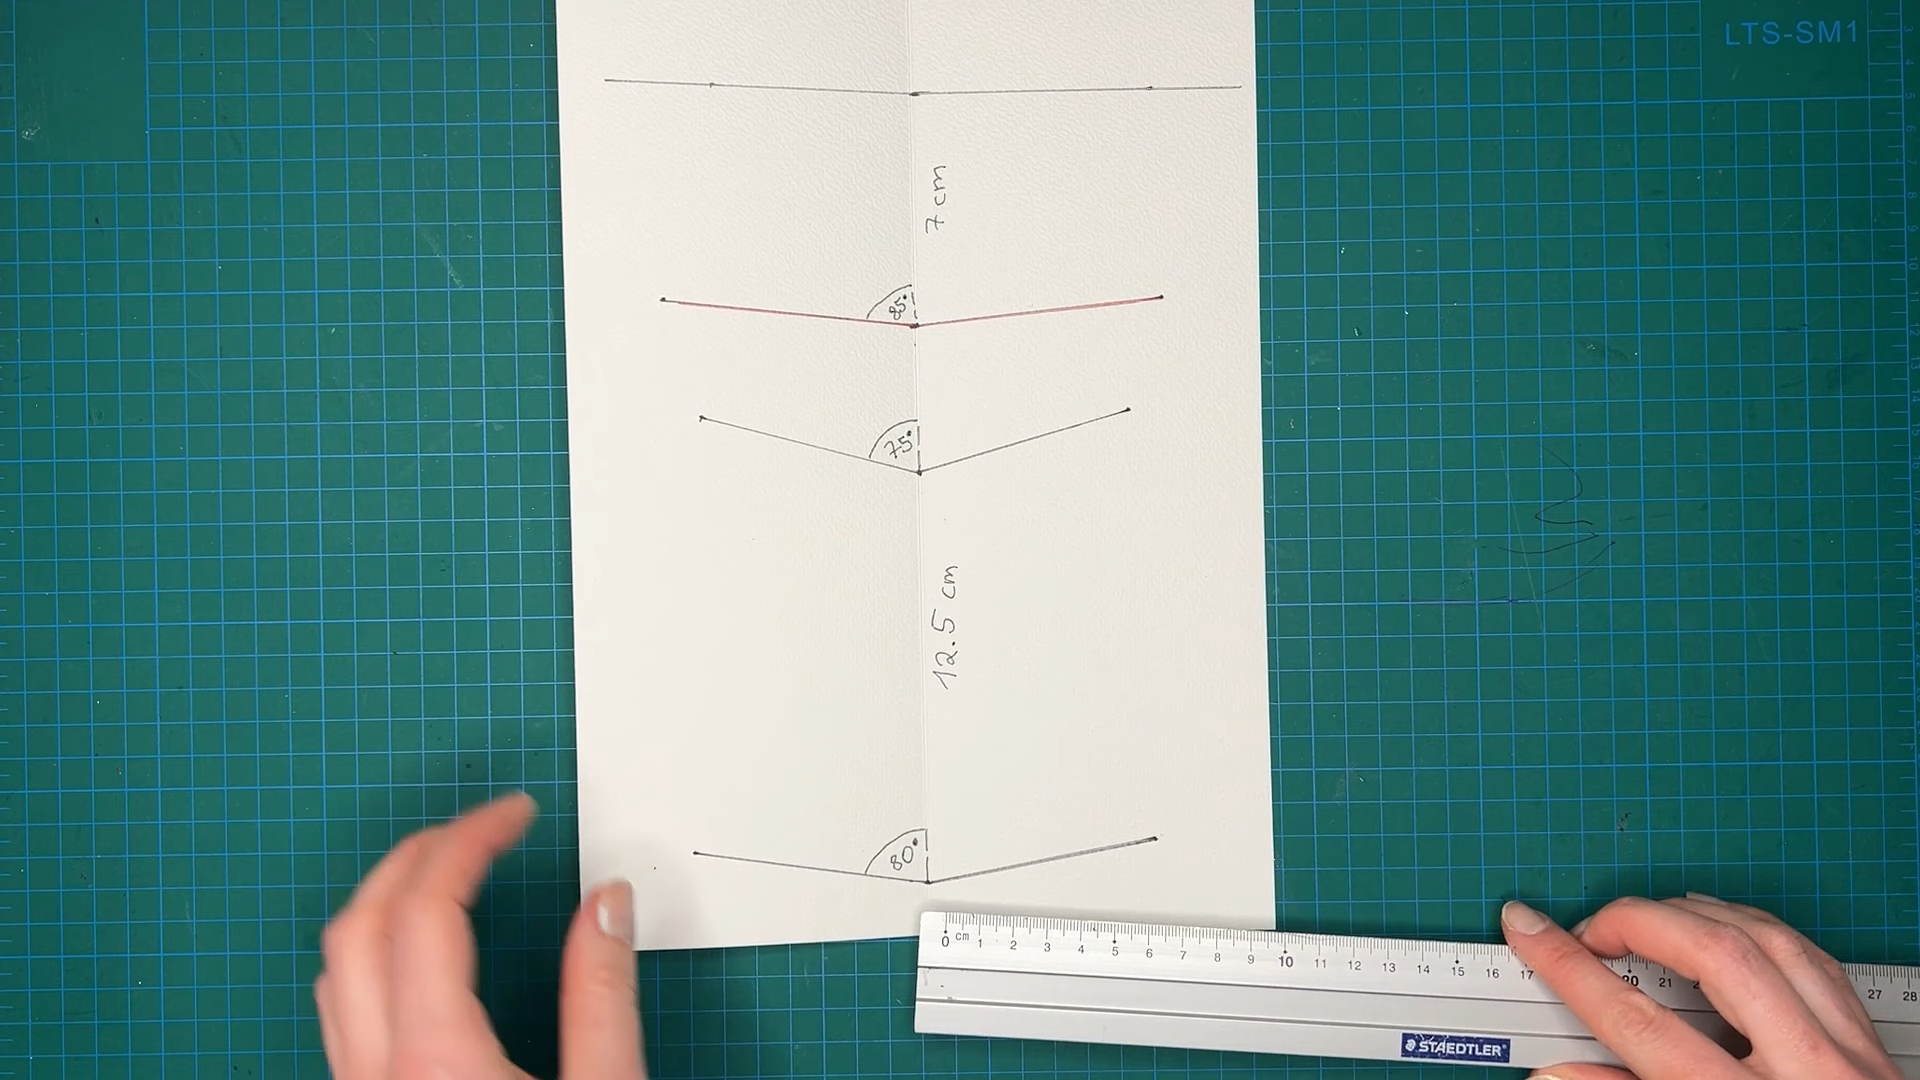 LTS-SM1
7 cm
85°
75°
12.5 cm
80°
0 cm 1 2 3 4 5 6 7 8 9 10 11 12 13 14 15 16 17 20 21 27 28
STAEDTLER